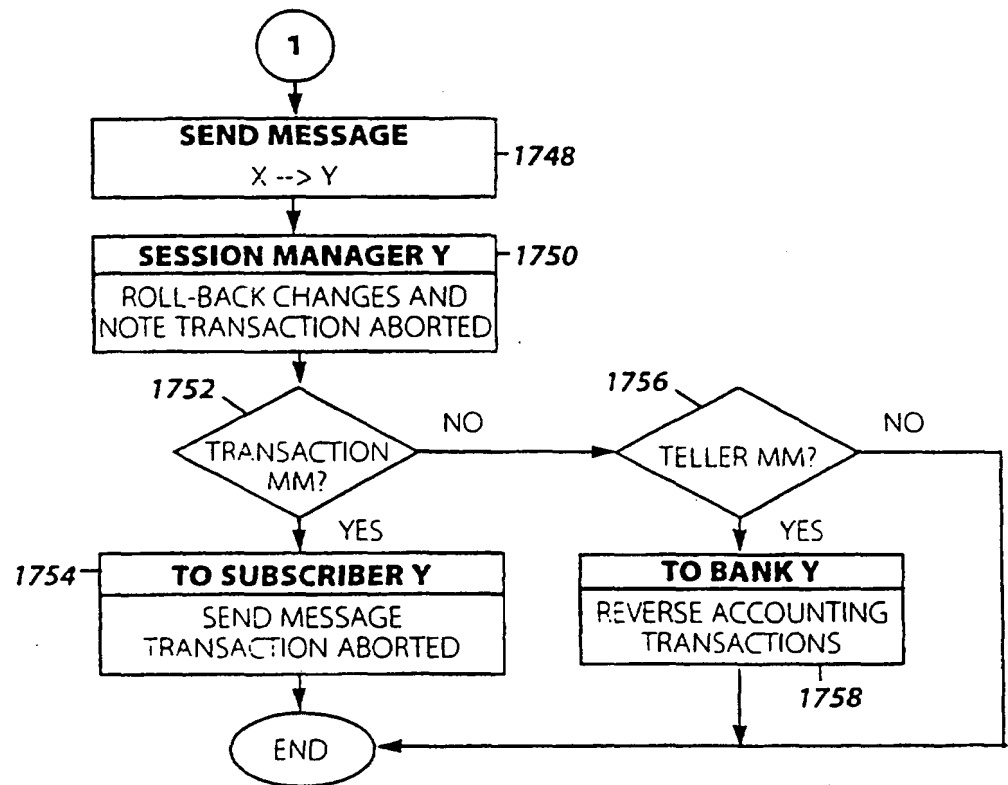 1
SEND MESSAGE
X --> Y
1748
SESSION MANAGER Y
1750
ROLL-BACK CHANGES AND
NOTE TRANSACTION ABORTED
1752
TRANSACTION
MM?
NO
YES
1756
TELLER MM?
NO
YES
1754
TO SUBSCRIBER Y
SEND MESSAGE
TRANSACTION ABORTED
TO BANK Y
REVERSE ACCOUNTING
TRANSACTIONS
1758
END